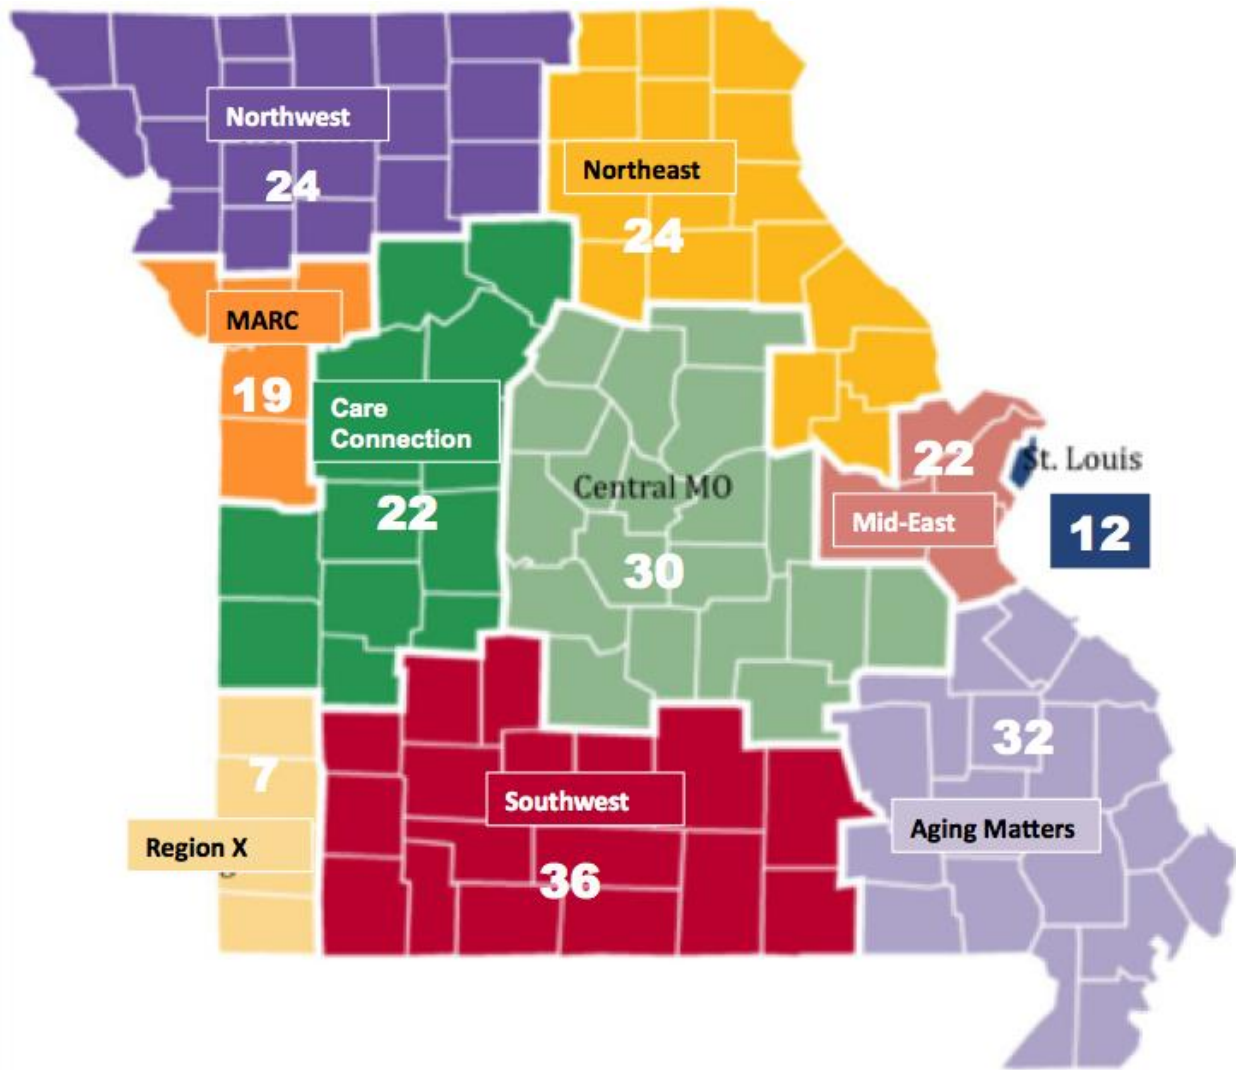 Northwest
24
Northeast
24
MARC
19
Care
Connection
22
Central MO
30
22
St. Louis
Mid-East
12
7
Region X
Southwest
36
32
Aging Matters